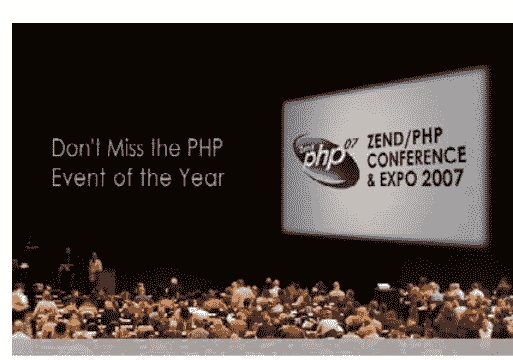 Don't Miss the PHP
Event of the Year
php 07
ZEND/PHP
CONFERENCE
& EXPO 2007